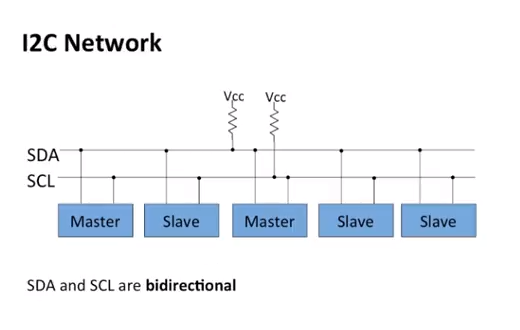 I2C Network
Vcc Vcc
SDA
SCL
Master Slave Master Slave Slave
SDA and SCL are bidirectional